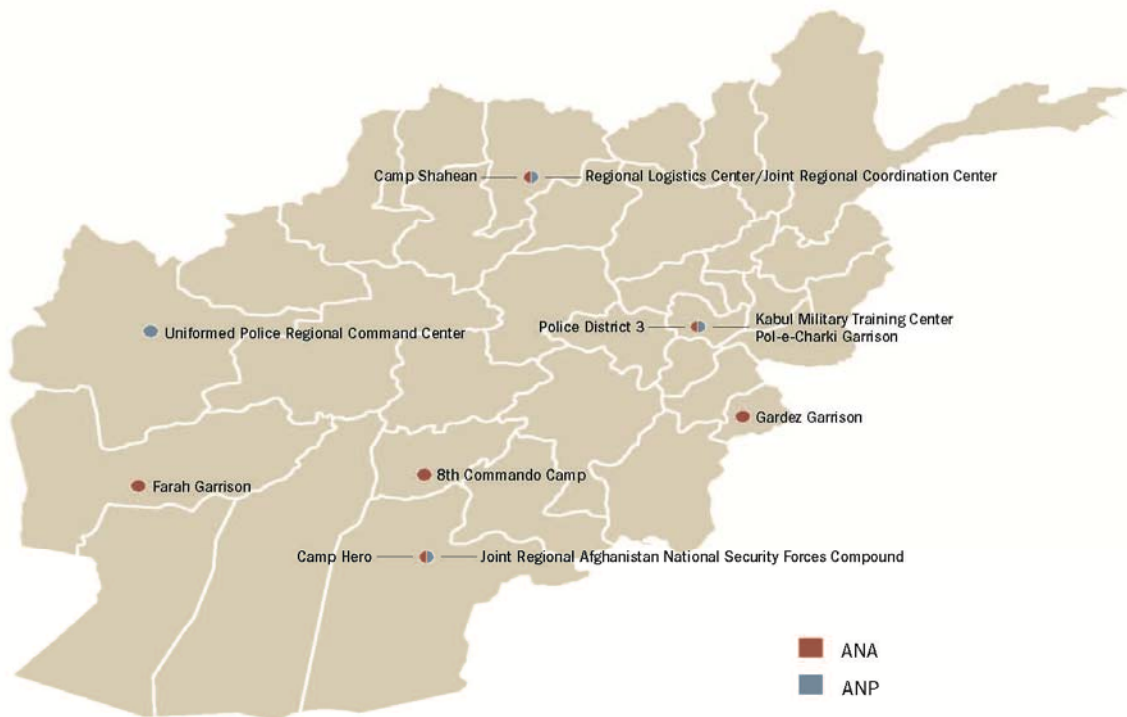 Camp Shahean
Regional Logistics Center/Joint Regional Coordination Center
Uniformed Police Regional Command Center
Police District 3
Kabul Military Training Center
Pol-e-Charki Garrison
Gardez Garrison
8th Commando Camp
Farah Garrison
Camp Hero
Joint Regional Afghanistan National Security Forces Compound
ANA
ANP